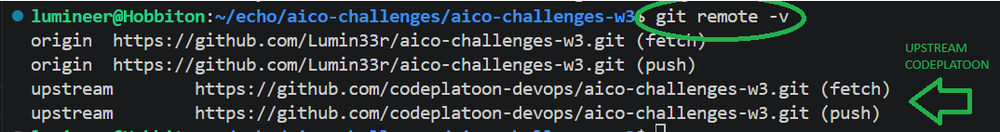 lumineer@Hobbiton:~/echo/aico-challenges/aico-challenges-w3$ git remote -v
origin  https://github.com/Lumin33r/aico-challenges-w3.git (fetch)
origin  https://github.com/Lumin33r/aico-challenges-w3.git (push)
UPSTREAM
CODEPLATOON
upstream        https://github.com/codeplatoon-devops/aico-challenges-w3.git (fetch)
upstream        https://github.com/codeplatoon-devops/aico-challenges-w3.git (push)